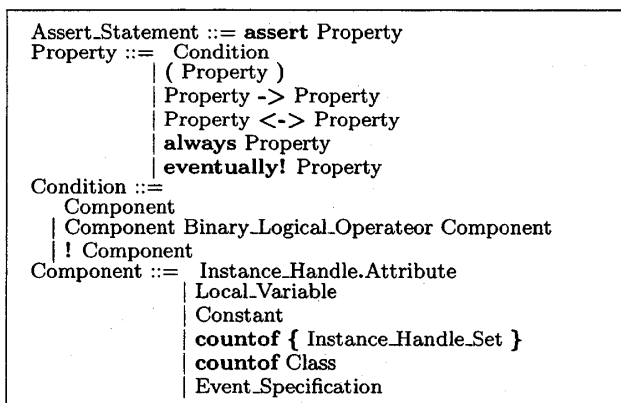 Assert_Statement ::= assert Property
Property ::= Condition
| ( Property )
| Property -> Property
| Property <-> Property
| always Property
| eventually! Property
Condition ::=
Component
| Component Binary_Logical_Operateor Component
| ! Component
Component ::= Instance_Handle.Attribute
| Local_Variable
| Constant
| countof { Instance_Handle_Set }
| countof Class
| Event_Specification